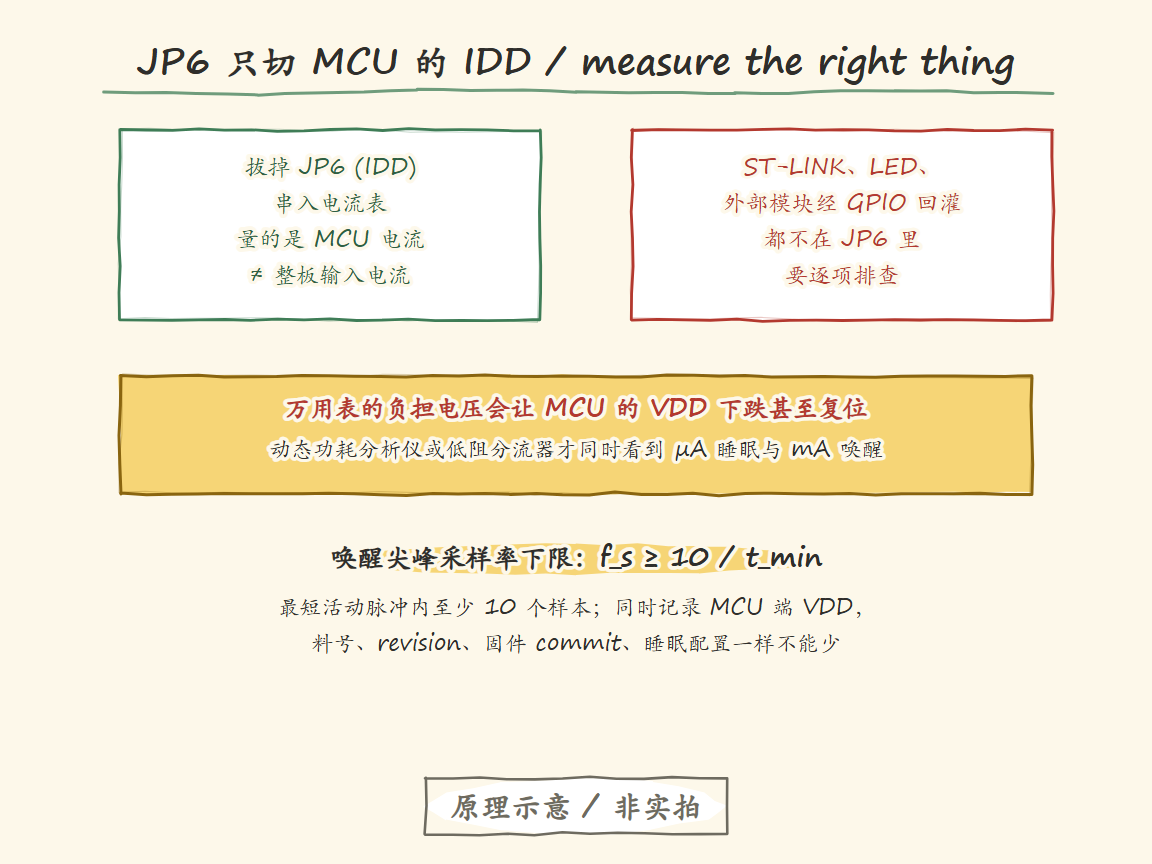 JP6 只切 MCU 的 IDD / measure the right thing
拔掉 JP6 (IDD)
串入电流表
量的是 MCU 电流
≠ 整板输入电流
ST-LINK、LED、
外部模块经 GPIO 回灌
都不在 JP6 里
要逐项排查
万用表的负担电压会让 MCU 的 VDD 下跌甚至复位
动态功耗分析仪或低阻分流器才同时看到 µA 睡眠与 mA 唤醒
唤醒尖峰采样率下限：f_s ≥ 10 / t_min
最短活动脉冲内至少 10 个样本；同时记录 MCU 端 VDD，
料号、revision、固件 commit、睡眠配置一样不能少
原理示意 / 非实拍